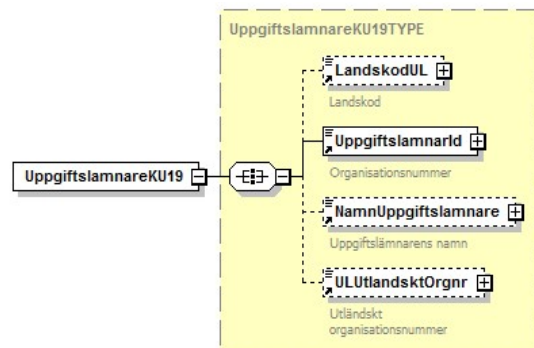 UppgiftslamnareKU19TYPE
LandskodUL
Landskod
UppgiftslamnarId
Organisationsnummer
UppgiftslamnareKU19
NamnUppgiftslamnare
Uppgiftslämnarens namn
ULUtlandsktOrgnr
Utländskt
organisationsnummer